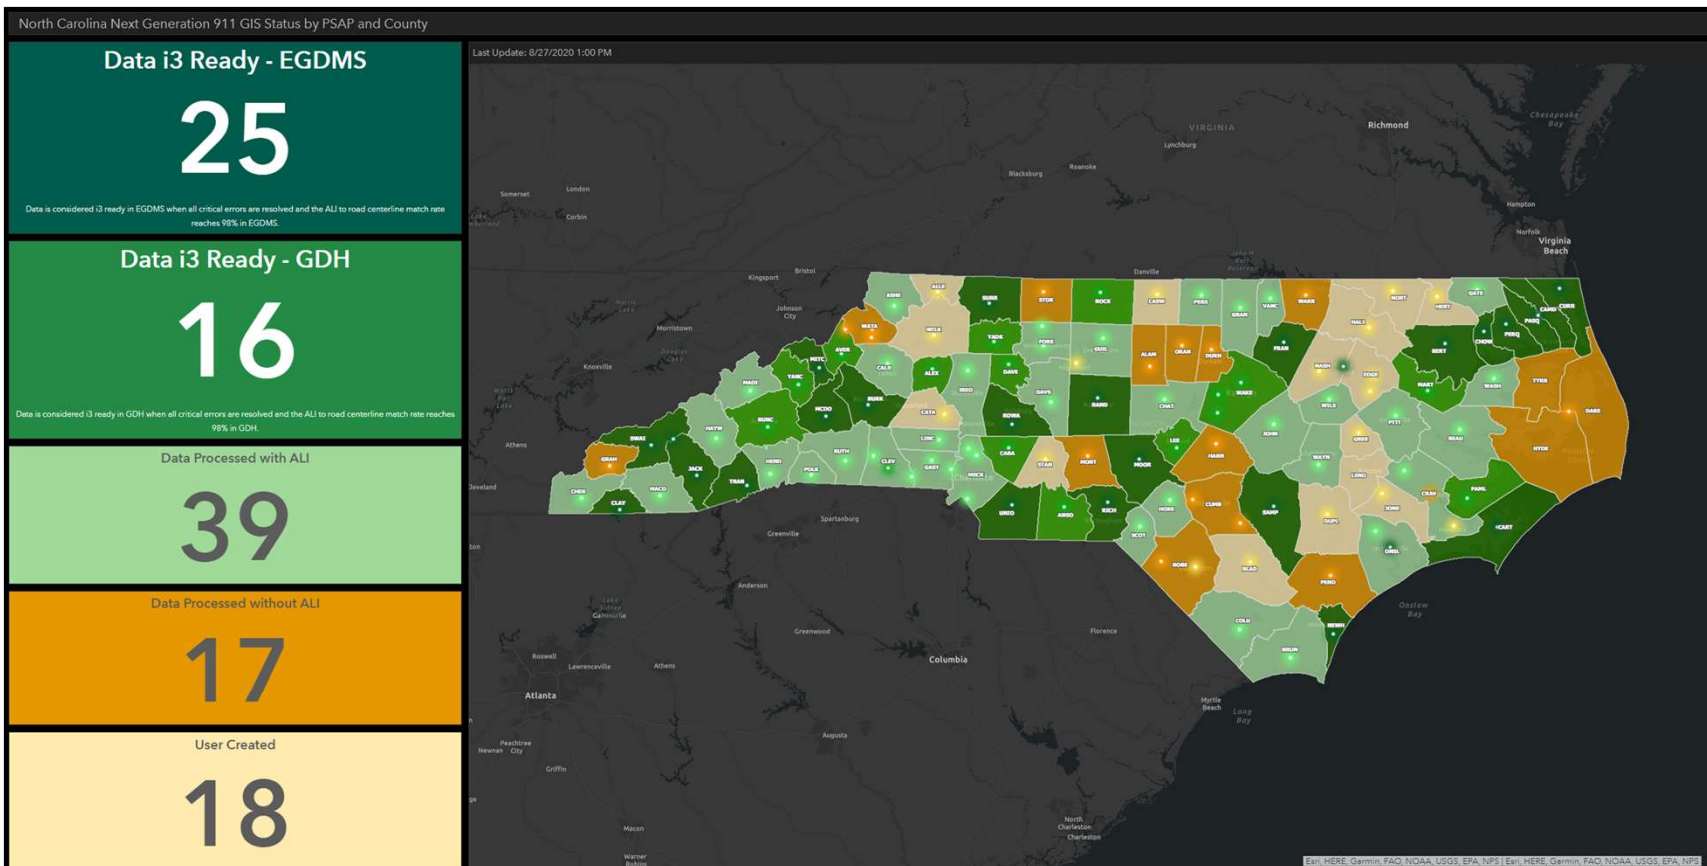 North Carolina Next Generation 911 GIS Status by PSAP and County
Data i3 Ready - EGDMS
25
Data is considered i3 ready in EGDMS when all critical errors are resolved and the ALI to road centerline match rate
reaches 98% in EGDMS.
Data i3 Ready - GDH
16
Data is considered i3 ready in GDH when all critical errors are resolved and the ALI to road centerline match rate reaches
98% in GDH.
Data Processed with ALI
39
Data Processed without ALI
17
User Created
18
Last Update: 8/27/2020 1:00 PM
Chesapeake
Bay
Richmond
VIRGINIA
Lynchburg
Roanoke
Blacksburg
Somerset
London
Corbin
Hampton
Norfolk
Virginia
Beach
Danville
Bristol
Kingsport
Johnson
City
Morristown
Knoxville
Athens
Cleveland
ASHE
ALLE
SURR
STOK
ROCK
CASW
PERS
GRAN
VANC
WARR
NORT
HERT
GATE
CAMD
CURR
PASQ
PERQ
CHOW
WATA
WILK
YADK
FORS
GUIL
ALAM
ORAN
DURH
FRAN
HALI
BERT
AVER
MITC
YANC
CALD
ALEX
IRED
DAVE
DAVS
NASH
EDGE
MART
WASH
TYRR
DARE
MADI
BUNC
MCDO
BURK
CATA
ROWA
RAND
CHAT
WAKE
WILS
PITT
BEAU
HYDE
HAYW
SWAI
GRAH
JACK
HEND
RUTH
POLK
CLEV
LINC
GAST
MECK
CABA
STAN
MONT
MOOR
LEE
HARR
JOHN
WAYN
GREE
LENO
CRAV
PAML
CHER
CLAY
MACO
TRAN
UNIO
ANSO
RICH
HOKE
SCOT
CUMB
SAMP
DUPL
JONE
ONSL
CART
ROBE
BLAD
PEND
COLU
BRUN
NEWH
Charlotte
Spartanburg
Greenville
Anderson
Gainesville
Greenwood
Florence
Columbia
Roswell
Lawrenceville
Athens
Atlanta
Augusta
Peachtree
City
Newnan
Griffin
Macon
Warner
Robins
Myrtle
Beach
Long
Bay
Onslow
Bay
North
Charleston
Charleston
Esri, HERE, Garmin, FAO, NOAA, USGS, EPA, NPS | Esri, HERE, Garmin, FAO, NOAA, USGS, EPA, NPS